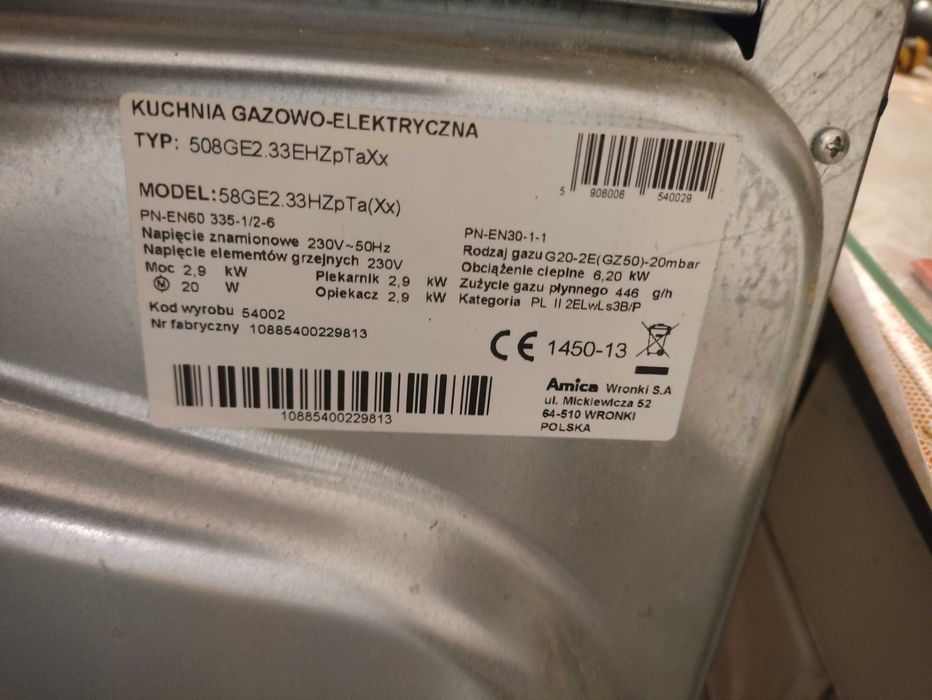 KUCHNIA GAZOWO-ELEKTRYCZNA
TYP: 508GE2.33EHZpTaXx
5 906006 540029
MODEL: 58GE2.33HZpTa(Xx)
PN-EN60 335-1/2-6
Napięcie znamionowe 230V~50Hz
Napięcie elementów grzejnych 230V
Moc 2,9 kW Piekarnik 2,9 kW
M 20 W Opiekacz 2,9 kW
Kod wyrobu 54002
Nr fabryczny 10885400229813
PN-EN30-1-1
Rodzaj gazu G20-2E(GZ50)-20mbar
Obciążenie cieplne 6,20 kW
Zużycie gazu płynnego 446 g/h
Kategoria PL II 2ELwLs3B/P
CE 1450-13
10885400229813
Amica Wronki S.A
ul. Mickiewicza 52
64-510 WRONKI
POLSKA